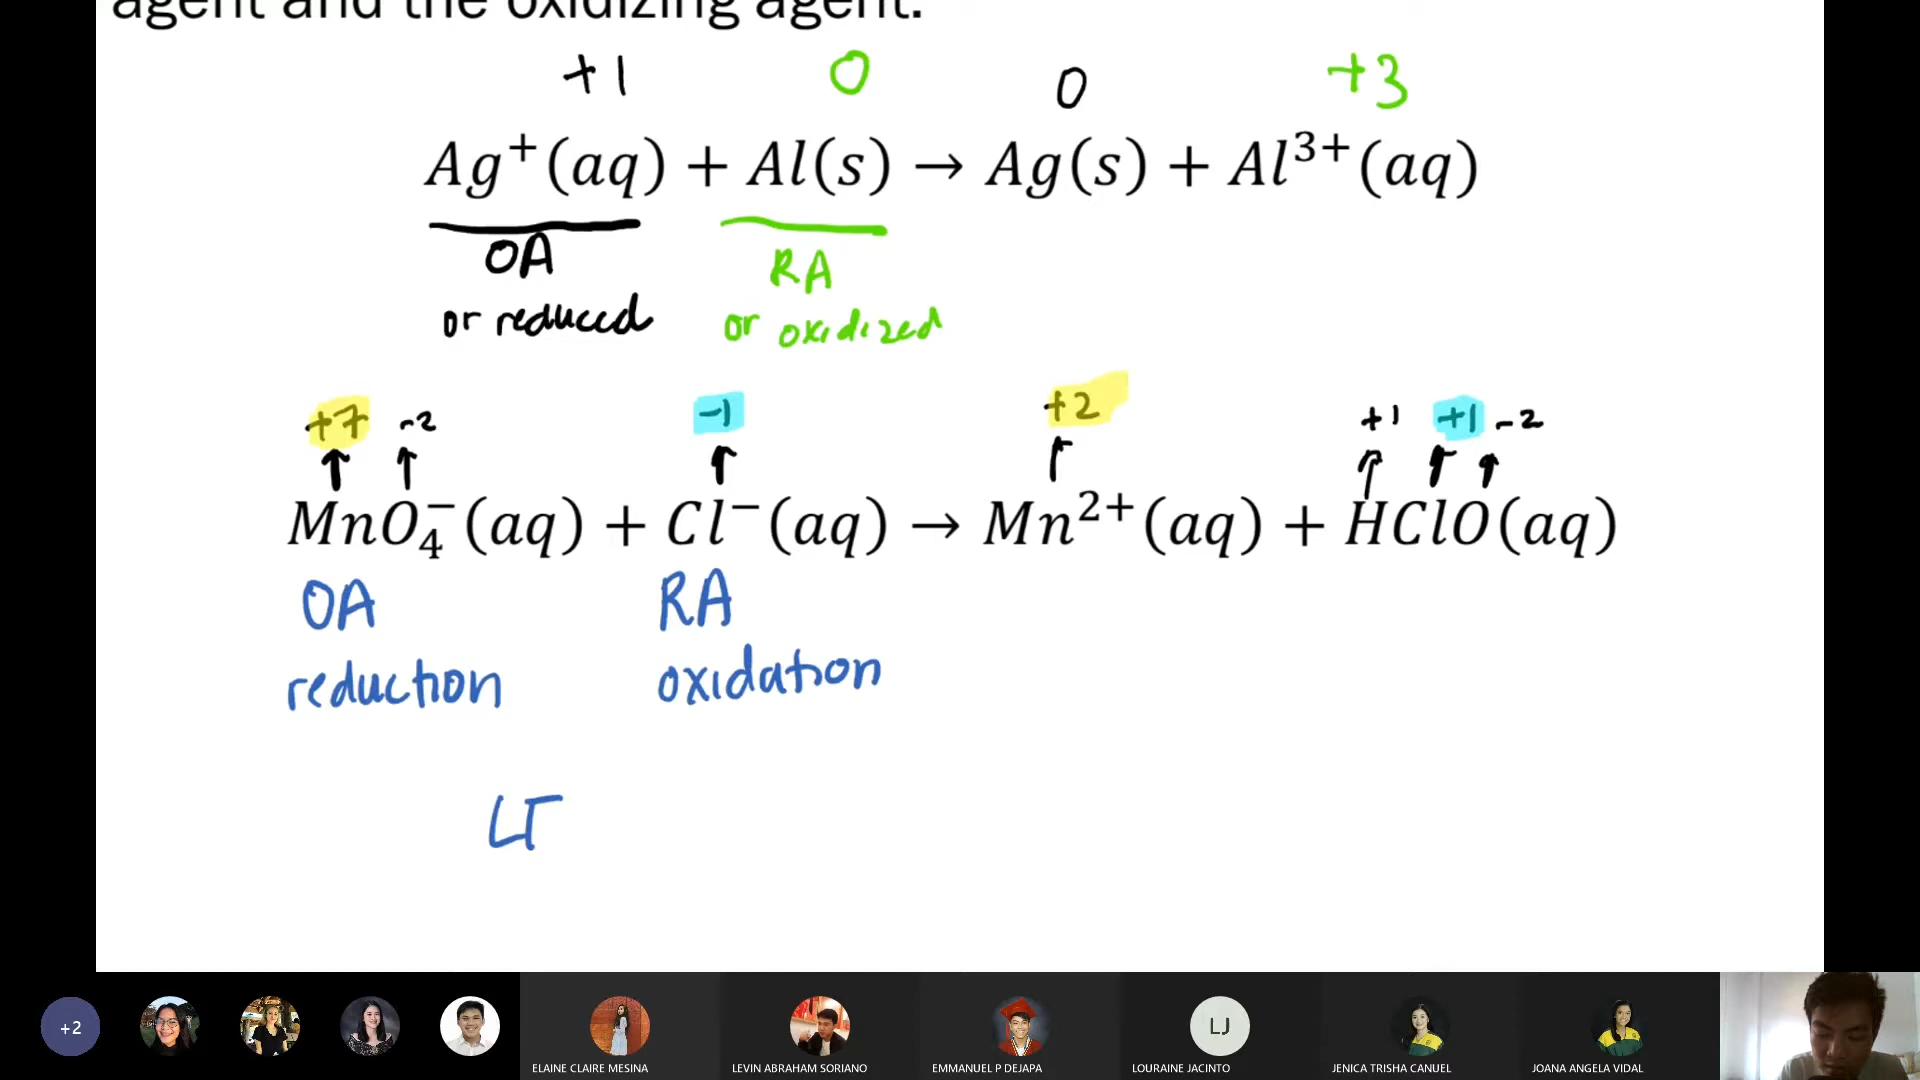 agent and the oxidizing agent.
+1 0 0 +3
Ag⁺(aq) + Al(s) → Ag(s) + Al³⁺(aq)
OA RA
or reduced or oxidized
+7 -2 -1 +2 +1 +1 -2
MnO₄⁻(aq) + Cl⁻(aq) → Mn²⁺(aq) + HClO(aq)
OA RA
reduction oxidation
+2
LJ
ELAINE CLAIRE MESINA LEVIN ABRAHAM SORIANO EMMANUEL P DEJAPA LOURAINE JACINTO JENICA TRISHA CANUEL JOANA ANGELA VIDAL